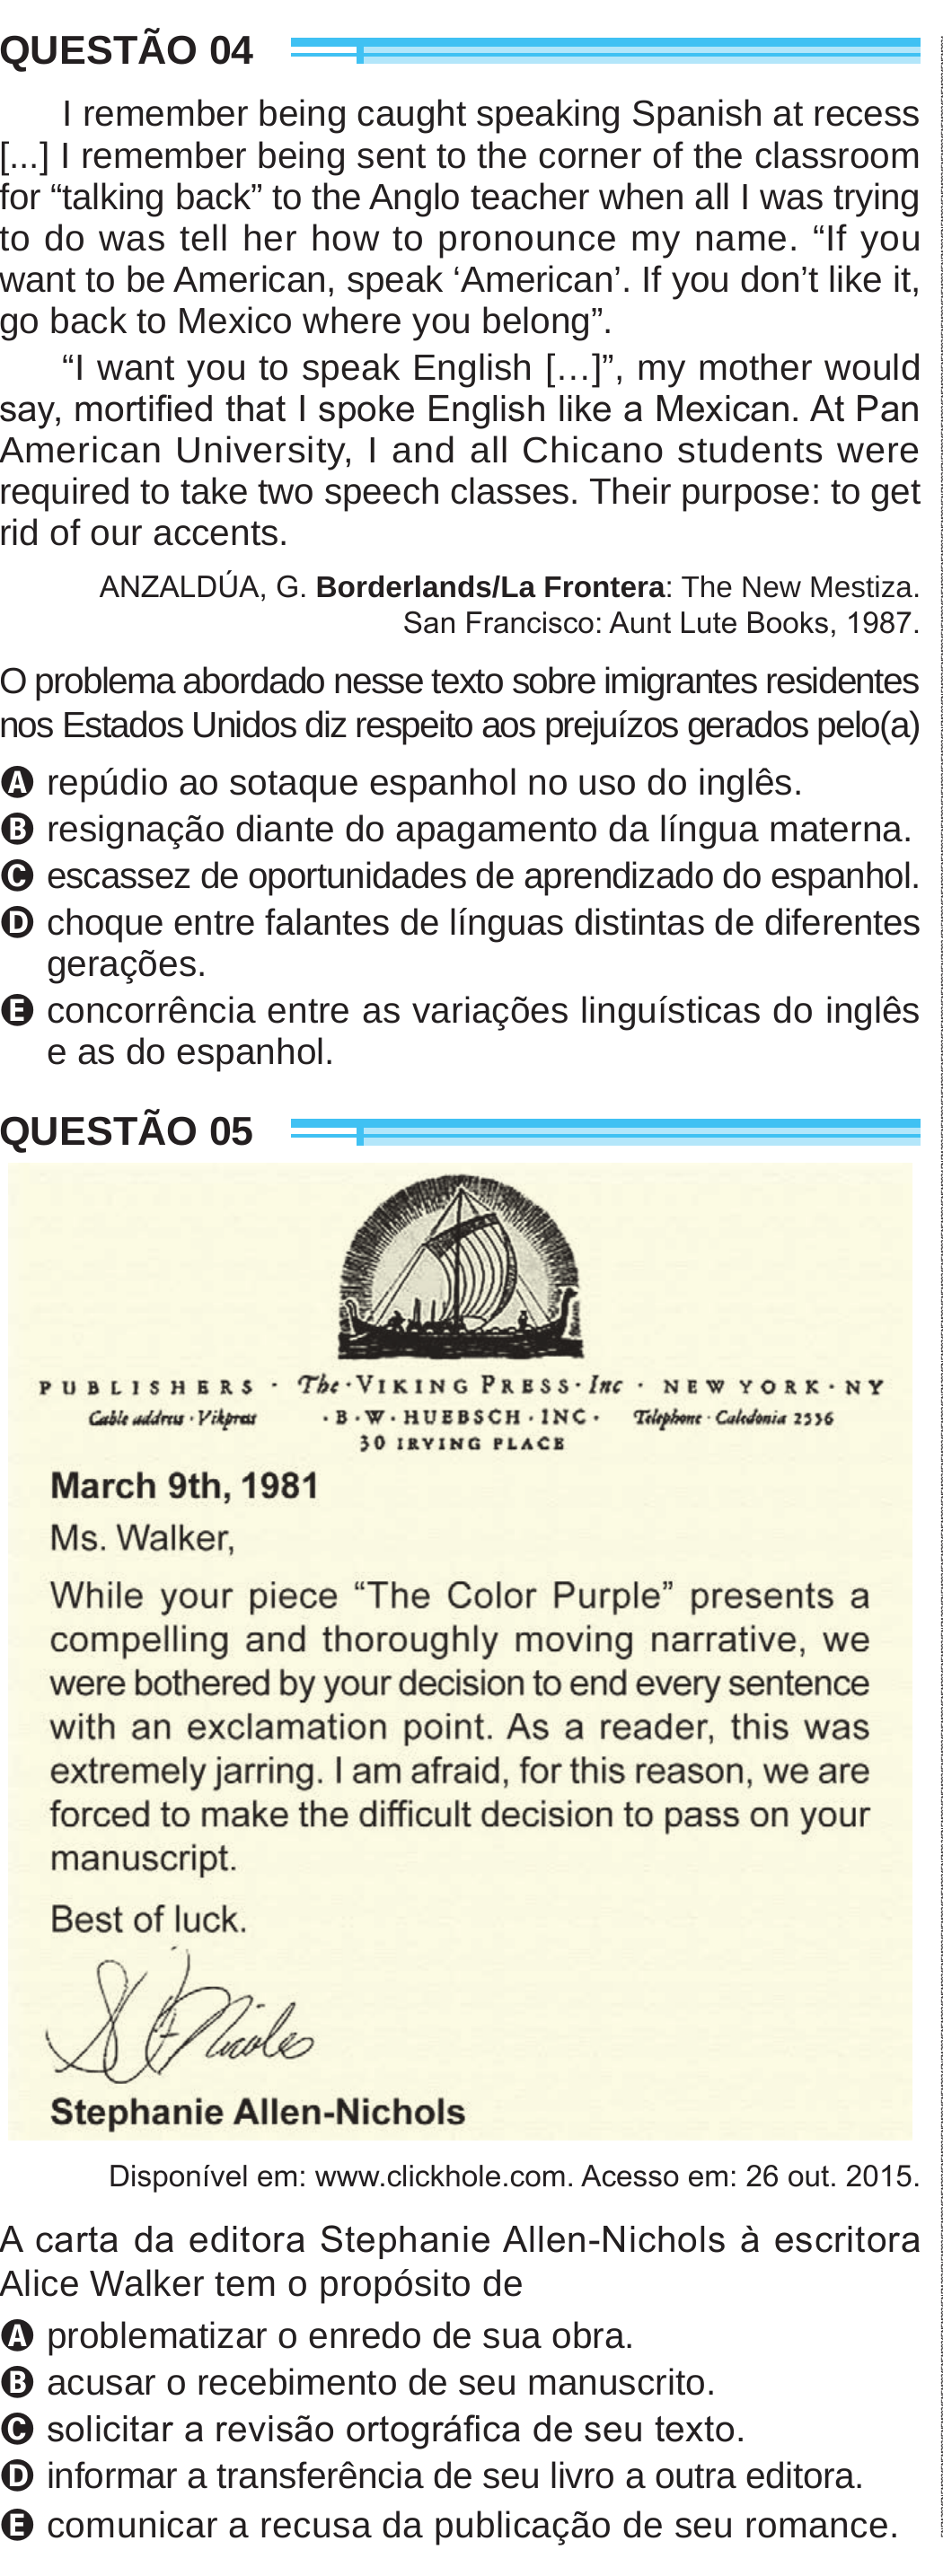 QUESTÃO 04
I remember being caught speaking Spanish at recess
[...] I remember being sent to the corner of the classroom
for “talking back” to the Anglo teacher when all I was trying
to do was tell her how to pronounce my name. “If you
want to be American, speak ‘American’. If you don’t like it,
go back to Mexico where you belong”.
“I want you to speak English […]”, my mother would
say, mortified that I spoke English like a Mexican. At Pan
American University, I and all Chicano students were
required to take two speech classes. Their purpose: to get
rid of our accents.
ANZALDÚA, G. Borderlands/La Frontera: The New Mestiza.
San Francisco: Aunt Lute Books, 1987.
O problema abordado nesse texto sobre imigrantes residentes
nos Estados Unidos diz respeito aos prejuízos gerados pelo(a)
A repúdio ao sotaque espanhol no uso do inglês.
B resignação diante do apagamento da língua materna.
C escassez de oportunidades de aprendizado do espanhol.
D choque entre falantes de línguas distintas de diferentes
gerações.
E concorrência entre as variações linguísticas do inglês
e as do espanhol.
QUESTÃO 05
PUBLISHERS · The · VIKING PRESS · Inc · NEW YORK · NY
Cable address · Vikpress · B · W · HUEBSCH · INC · Telephone · Caledonia 2336
30 IRVING PLACE
March 9th, 1981
Ms. Walker,
While your piece “The Color Purple” presents a
compelling and thoroughly moving narrative, we
were bothered by your decision to end every sentence
with an exclamation point. As a reader, this was
extremely jarring. I am afraid, for this reason, we are
forced to make the difficult decision to pass on your
manuscript.
Best of luck.
Stephanie Allen-Nichols
Disponível em: www.clickhole.com. Acesso em: 26 out. 2015.
A carta da editora Stephanie Allen-Nichols à escritora
Alice Walker tem o propósito de
A problematizar o enredo de sua obra.
B acusar o recebimento de seu manuscrito.
C solicitar a revisão ortográfica de seu texto.
D informar a transferência de seu livro a outra editora.
E comunicar a recusa da publicação de seu romance.